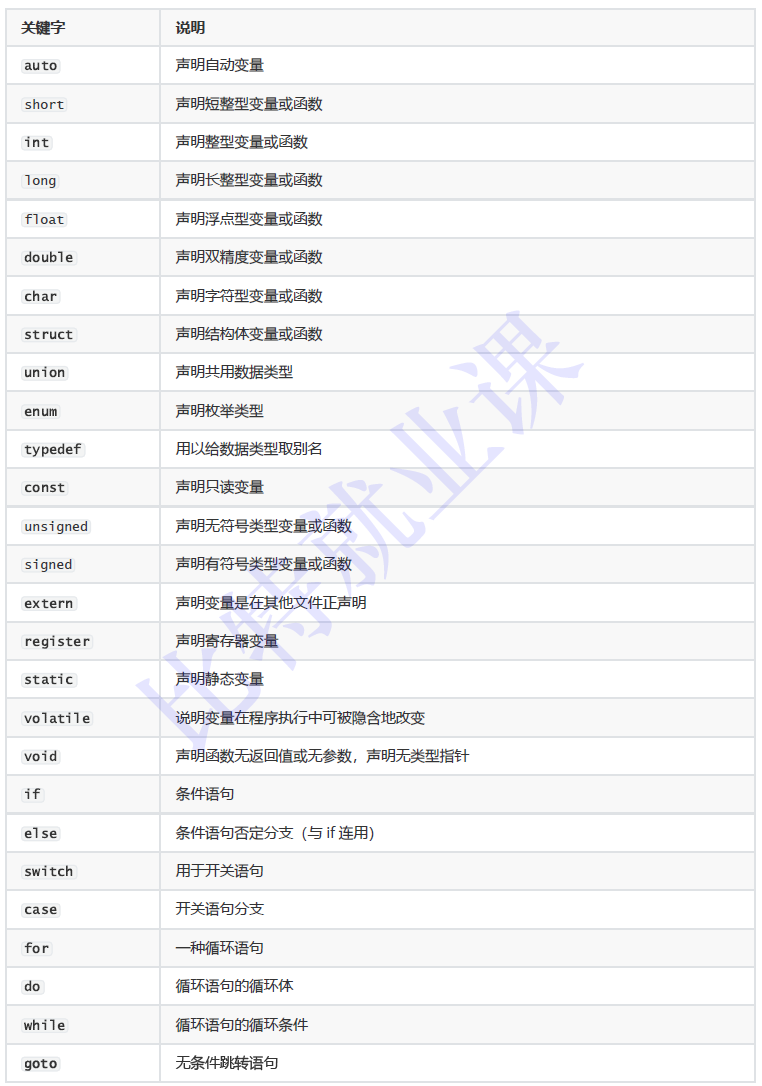 关键字 说明
auto 声明自动变量
short 声明短整型变量或函数
int 声明整型变量或函数
long 声明长整型变量或函数
float 声明浮点型变量或函数
double 声明双精度变量或函数
char 声明字符型变量或函数
struct 声明结构体变量或函数
union 声明共用数据类型
enum 声明枚举类型
typedef 用以给数据类型取别名
const 声明只读变量
unsigned 声明无符号类型变量或函数
signed 声明有符号类型变量或函数
extern 声明变量是在其他文件正声明
register 声明寄存器变量
static 声明静态变量
volatile 说明变量在程序执行中可被隐含地改变
void 声明函数无返回值或无参数，声明无类型指针
if 条件语句
else 条件语句否定分支（与 if 连用）
switch 用于开关语句
case 开关语句分支
for 一种循环语句
do 循环语句的循环体
while 循环语句的循环条件
goto 无条件跳转语句
比特就业课